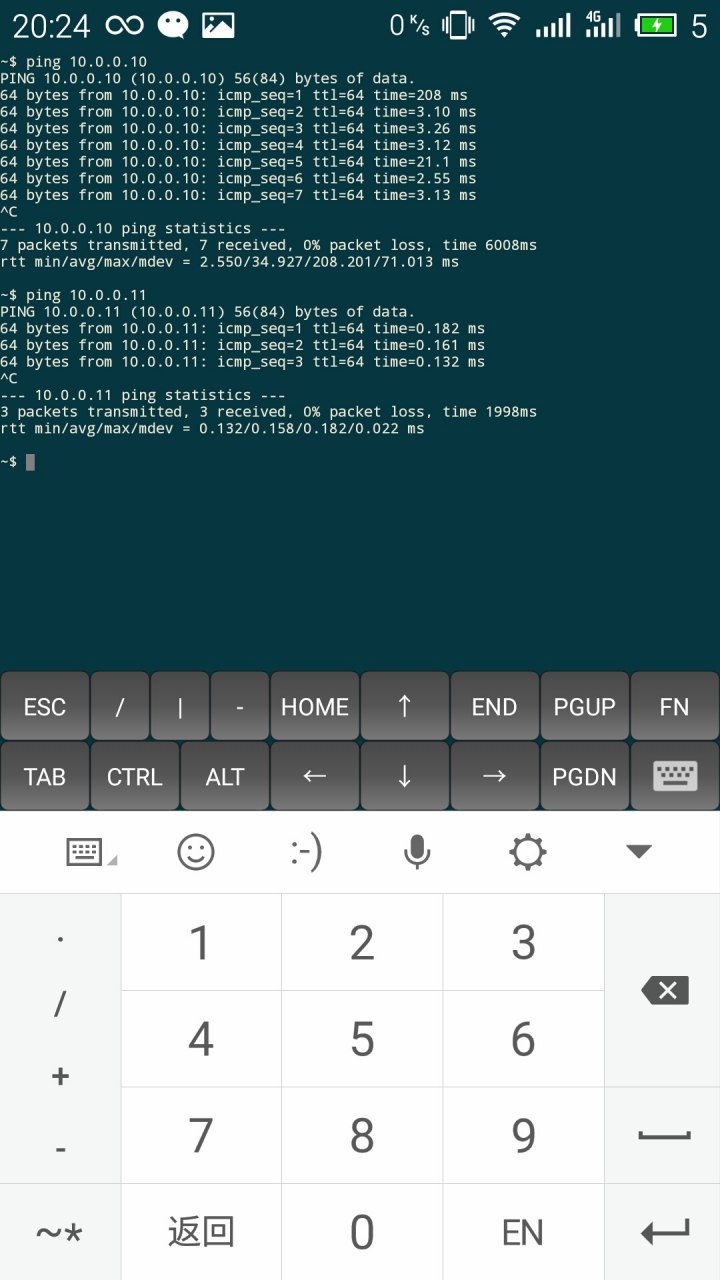 20:24 0 K/s 4G 5
~$ ping 10.0.0.10
PING 10.0.0.10 (10.0.0.10) 56(84) bytes of data.
64 bytes from 10.0.0.10: icmp_seq=1 ttl=64 time=208 ms
64 bytes from 10.0.0.10: icmp_seq=2 ttl=64 time=3.10 ms
64 bytes from 10.0.0.10: icmp_seq=3 ttl=64 time=3.26 ms
64 bytes from 10.0.0.10: icmp_seq=4 ttl=64 time=3.12 ms
64 bytes from 10.0.0.10: icmp_seq=5 ttl=64 time=21.1 ms
64 bytes from 10.0.0.10: icmp_seq=6 ttl=64 time=2.55 ms
64 bytes from 10.0.0.10: icmp_seq=7 ttl=64 time=3.13 ms
^C
--- 10.0.0.10 ping statistics ---
7 packets transmitted, 7 received, 0% packet loss, time 6008ms
rtt min/avg/max/mdev = 2.550/34.927/208.201/71.013 ms
~$ ping 10.0.0.11
PING 10.0.0.11 (10.0.0.11) 56(84) bytes of data.
64 bytes from 10.0.0.11: icmp_seq=1 ttl=64 time=0.182 ms
64 bytes from 10.0.0.11: icmp_seq=2 ttl=64 time=0.161 ms
64 bytes from 10.0.0.11: icmp_seq=3 ttl=64 time=0.132 ms
^C
--- 10.0.0.11 ping statistics ---
3 packets transmitted, 3 received, 0% packet loss, time 1998ms
rtt min/avg/max/mdev = 0.132/0.158/0.182/0.022 ms
~$
ESC / | - HOME ↑ END PGUP FN
TAB CTRL ALT ← ↓ → PGDN
:-)
. 1 2 3
/
4 5 6
+
7 8 9
-
~* 返回 0 EN